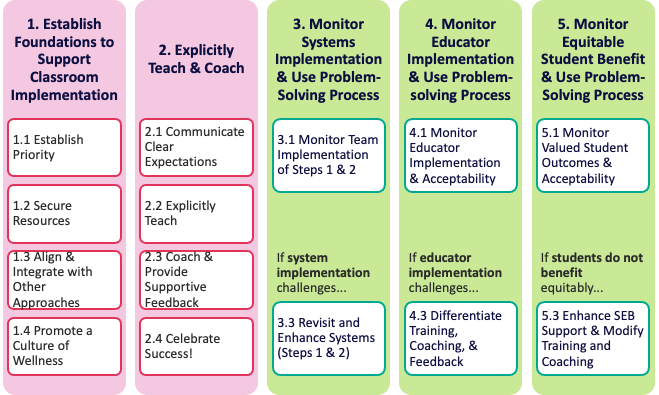 1. Establish
Foundations to
Support
Classroom
Implementation
1.1 Establish
Priority
1.2 Secure
Resources
1.3 Align &
Integrate with
Other
Approaches
1.4 Promote a
Culture of
Wellness
2. Explicitly
Teach & Coach
2.1 Communicate
Clear
Expectations
2.2 Explicitly
Teach
2.3 Coach &
Provide
Supportive
Feedback
2.4 Celebrate
Success!
3. Monitor
Systems
Implementation
& Use Problem-
Solving Process
3.1 Monitor Team
Implementation
of Steps 1 & 2
If system
implementation
challenges...
3.3 Revisit and
Enhance Systems
(Steps 1 & 2)
4. Monitor
Educator
Implementation
& Use Problem-
solving Process
4.1 Monitor
Educator
Implementation
& Acceptability
If educator
implementation
challenges...
4.3 Differentiate
Training,
Coaching, &
Feedback
5. Monitor
Equitable
Student Benefit
& Use Problem-
Solving Process
5.1 Monitor
Valued Student
Outcomes &
Acceptability
If students do not
benefit
equitably...
5.3 Enhance SEB
Support & Modify
Training and
Coaching